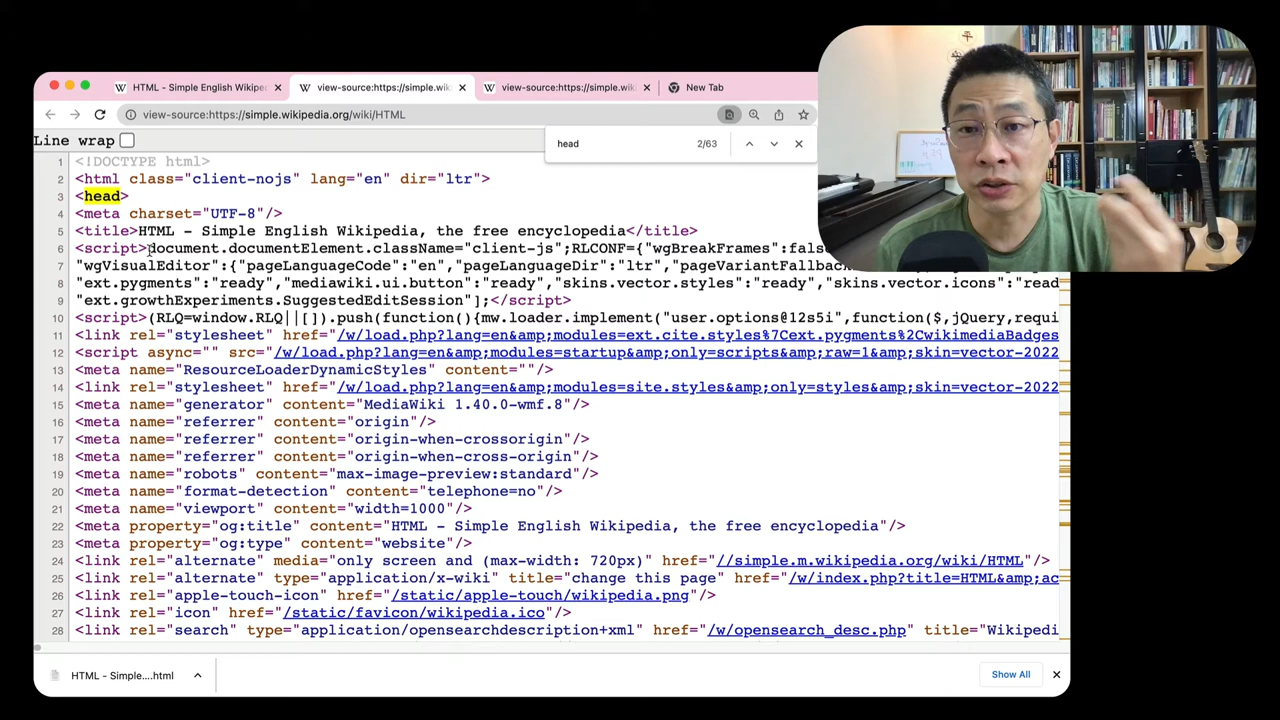 HTML - Simple English Wikipe
view-source:https://simple.wiki
view-source:https://simple.wiki
New Tab
view-source:https://simple.wikipedia.org/wiki/HTML
Line wrap
head
2/63
1 <!DOCTYPE html>
2 <html class="client-nojs" lang="en" dir="ltr">
3 <head>
4 <meta charset="UTF-8"/>
5 <title>HTML - Simple English Wikipedia, the free encyclopedia</title>
6 <script>document.documentElement.className="client-js";RLCONF={"wgBreakFrames":fals
7 "wgVisualEditor":{"pageLanguageCode":"en","pageLanguageDir":"ltr","pageVariantFallback
8 "ext.pygments":"ready","mediawiki.ui.button":"ready","skins.vector.styles":"ready","skins.vector.icons":"read
9 "ext.growthExperiments.SuggestedEditSession"];</script>
10 <script>(RLQ=window.RLQ||[]).push(function(){mw.loader.implement("user.options@12s5i",function($,jQuery,requi
11 <link rel="stylesheet" href="/w/load.php?lang=en&amp;modules=ext.cite.styles%7Cext.pygments%2CwikimediaBadges
12 <script async="" src="/w/load.php?lang=en&amp;modules=startup&amp;only=scripts&amp;raw=1&amp;skin=vector-2022
13 <meta name="ResourceLoaderDynamicStyles" content=""/>
14 <link rel="stylesheet" href="/w/load.php?lang=en&amp;modules=site.styles&amp;only=styles&amp;skin=vector-2022
15 <meta name="generator" content="MediaWiki 1.40.0-wmf.8"/>
16 <meta name="referrer" content="origin"/>
17 <meta name="referrer" content="origin-when-crossorigin"/>
18 <meta name="referrer" content="origin-when-cross-origin"/>
19 <meta name="robots" content="max-image-preview:standard"/>
20 <meta name="format-detection" content="telephone=no"/>
21 <meta name="viewport" content="width=1000"/>
22 <meta property="og:title" content="HTML - Simple English Wikipedia, the free encyclopedia"/>
23 <meta property="og:type" content="website"/>
24 <link rel="alternate" media="only screen and (max-width: 720px)" href="//simple.m.wikipedia.org/wiki/HTML"/>
25 <link rel="alternate" type="application/x-wiki" title="change this page" href="/w/index.php?title=HTML&amp;ac
26 <link rel="apple-touch-icon" href="/static/apple-touch/wikipedia.png"/>
27 <link rel="icon" href="/static/favicon/wikipedia.ico"/>
28 <link rel="search" type="application/opensearchdescription+xml" href="/w/opensearch_desc.php" title="Wikipedi
HTML - Simple....html
Show All